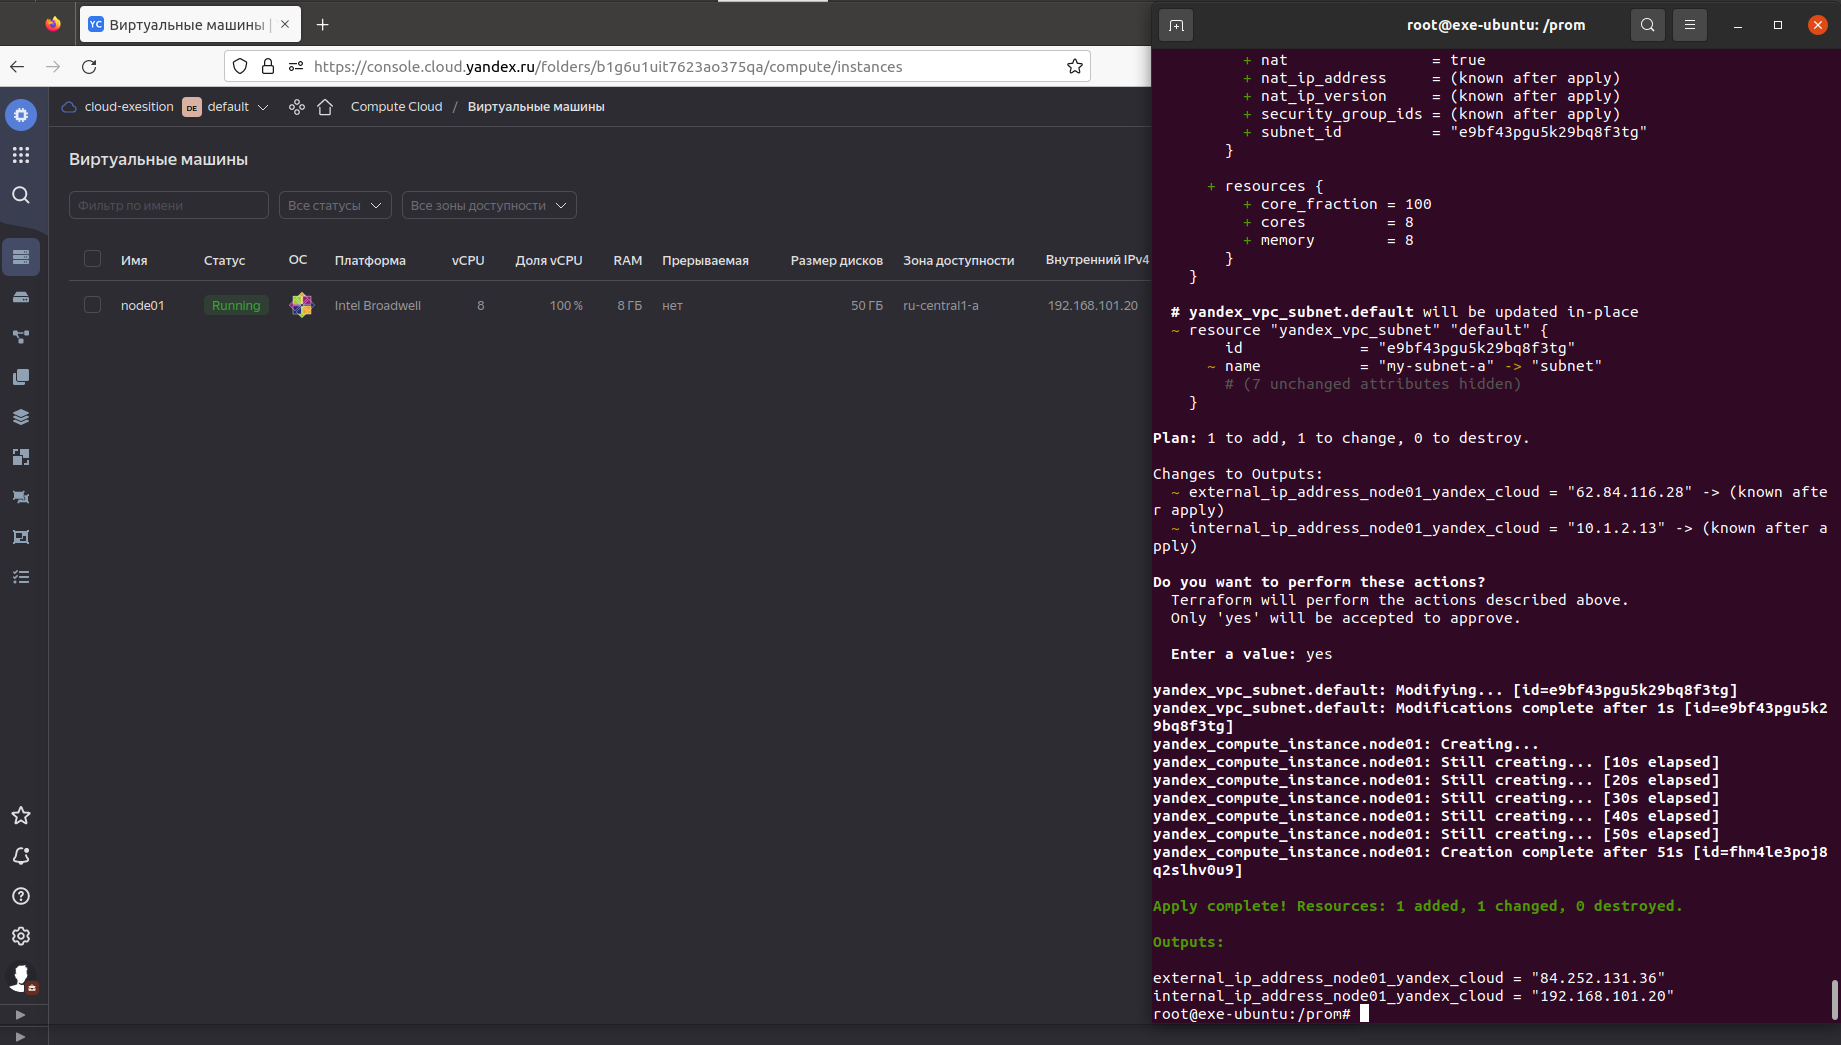 YC Виртуальные машины |
https://console.cloud.yandex.ru/folders/b1g6u1uit7623ao375qa/compute/instances
cloud-exesition DE default Compute Cloud / Виртуальные машины
Виртуальные машины
Фильтр по имени Все статусы Все зоны доступности
Имя Статус ОС Платформа vCPU Доля vCPU RAM Прерываемая Размер дисков Зона доступности Внутренний IPv4
node01 Running Intel Broadwell 8 100 % 8 ГБ нет 50 ГБ ru-central1-a 192.168.101.20
root@exe-ubuntu: /prom
+ nat = true
+ nat_ip_address = (known after apply)
+ nat_ip_version = (known after apply)
+ security_group_ids = (known after apply)
+ subnet_id = "e9bf43pgu5k29bq8f3tg"
}
+ resources {
+ core_fraction = 100
+ cores = 8
+ memory = 8
}
}
# yandex_vpc_subnet.default will be updated in-place
~ resource "yandex_vpc_subnet" "default" {
id = "e9bf43pgu5k29bq8f3tg"
~ name = "my-subnet-a" -> "subnet"
# (7 unchanged attributes hidden)
}
Plan: 1 to add, 1 to change, 0 to destroy.
Changes to Outputs:
~ external_ip_address_node01_yandex_cloud = "62.84.116.28" -> (known afte
r apply)
~ internal_ip_address_node01_yandex_cloud = "10.1.2.13" -> (known after a
pply)
Do you want to perform these actions?
Terraform will perform the actions described above.
Only 'yes' will be accepted to approve.
Enter a value: yes
yandex_vpc_subnet.default: Modifying... [id=e9bf43pgu5k29bq8f3tg]
yandex_vpc_subnet.default: Modifications complete after 1s [id=e9bf43pgu5k2
9bq8f3tg]
yandex_compute_instance.node01: Creating...
yandex_compute_instance.node01: Still creating... [10s elapsed]
yandex_compute_instance.node01: Still creating... [20s elapsed]
yandex_compute_instance.node01: Still creating... [30s elapsed]
yandex_compute_instance.node01: Still creating... [40s elapsed]
yandex_compute_instance.node01: Still creating... [50s elapsed]
yandex_compute_instance.node01: Creation complete after 51s [id=fhm4le3poj8
q2slhv0u9]
Apply complete! Resources: 1 added, 1 changed, 0 destroyed.
Outputs:
external_ip_address_node01_yandex_cloud = "84.252.131.36"
internal_ip_address_node01_yandex_cloud = "192.168.101.20"
root@exe-ubuntu:/prom#